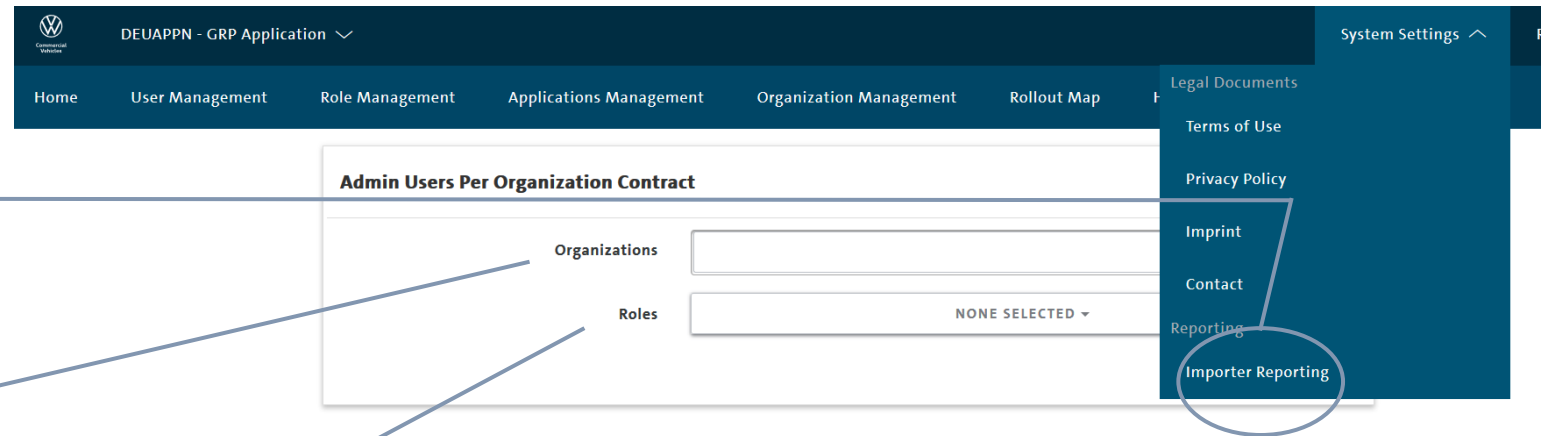 Commercial
Vehicles
DEUAPPN - GRP Application
System Settings
Home
User Management
Role Management
Applications Management
Organization Management
Rollout Map
Legal Documents
Terms of Use
Privacy Policy
Imprint
Contact
Reporting
Importer Reporting
Admin Users Per Organization Contract
Organizations
Roles
NONE SELECTED